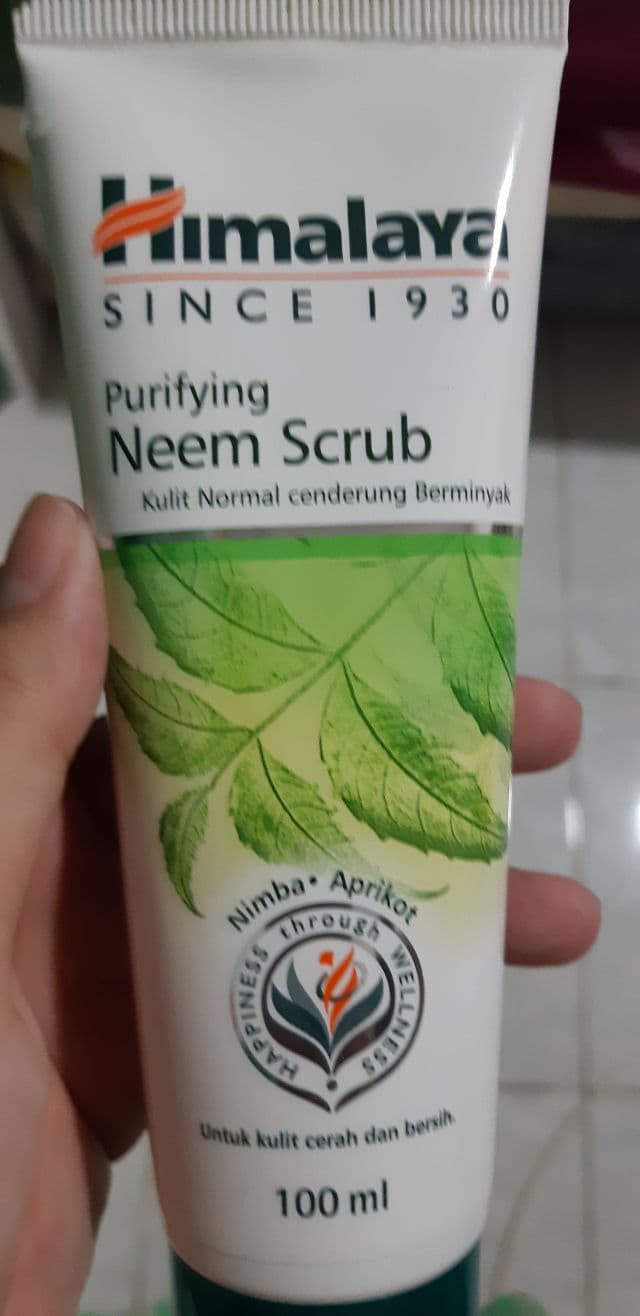 Himalaya
SINCE 1930
Purifying
Neem Scrub
Kulit Normal cenderung Berminyak
Nimba • Aprikot
HAPPINESS through WELLNESS
Untuk kulit cerah dan bersih.
100 ml